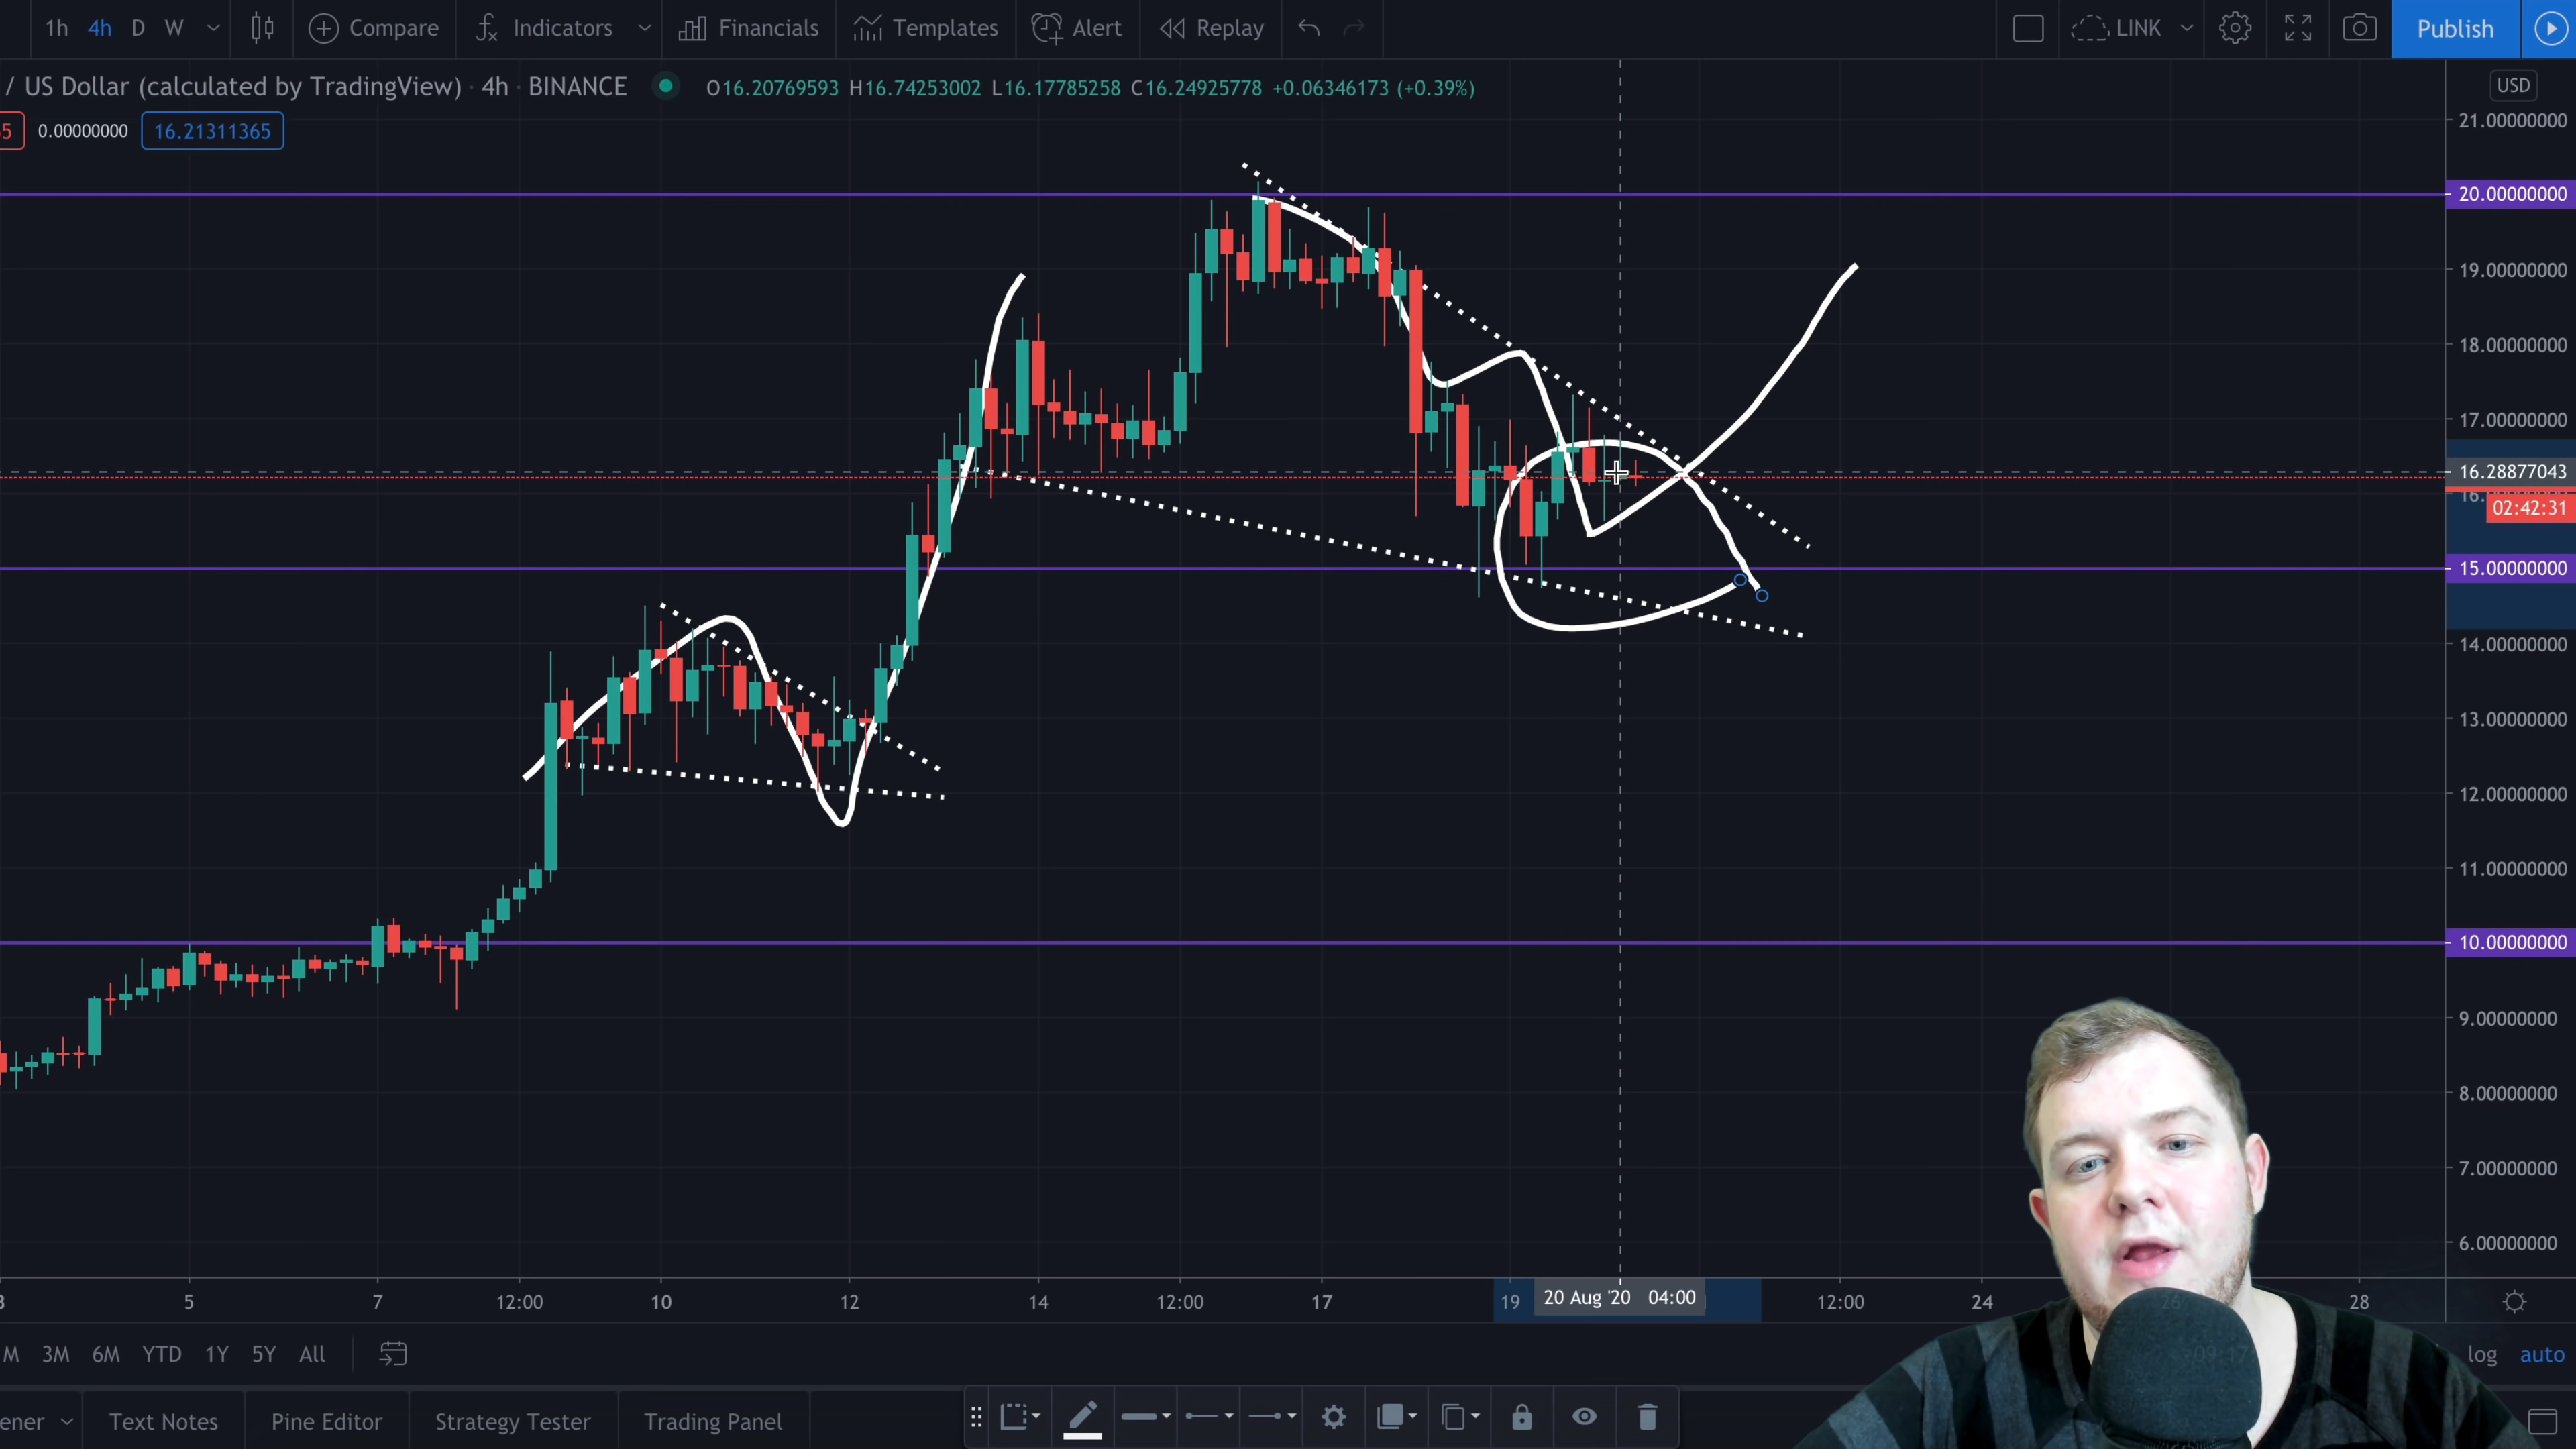 1h 4h D W Compare Indicators Financials Templates Alert Replay LINK Publish
/ US Dollar (calculated by TradingView) · 4h · BINANCE O16.20769593 H16.74253002 L16.17785258 C16.24925778 +0.06346173 (+0.39%) USD
5 0.00000000 16.21311365
21.00000000
20.00000000
19.00000000
18.00000000
17.00000000
16.28877043
02:42:31
15.00000000
14.00000000
13.00000000
12.00000000
11.00000000
10.00000000
9.00000000
8.00000000
7.00000000
6.00000000
5 7 12:00 10 12 14 12:00 17 19 20 Aug '20 04:00 12:00 24 26 28
M 3M 6M YTD 1Y 5Y All log auto
ener Text Notes Pine Editor Strategy Tester Trading Panel